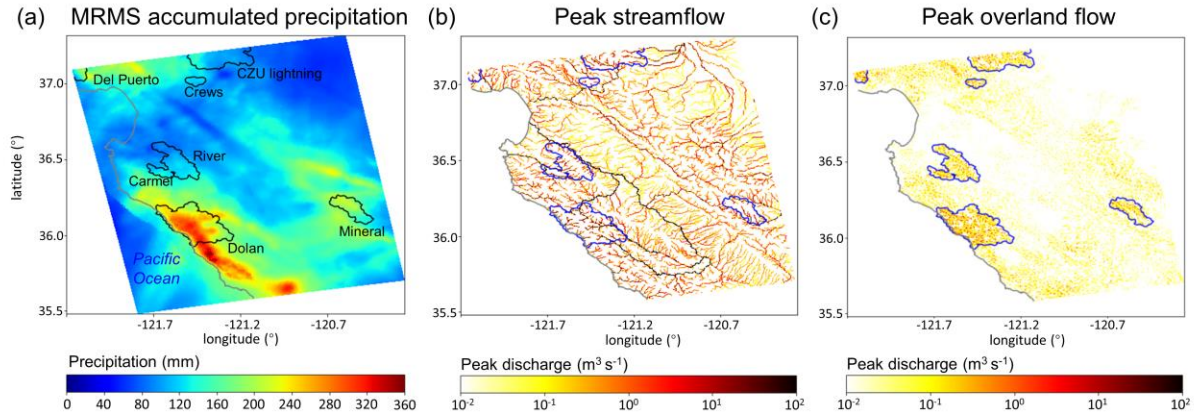 (a) MRMS accumulated precipitation
37.0
36.5
36.0
35.5
latitude (°)
Del Puerto
CZU lightning
Crews
River
Carmel
Dolan
Mineral
Pacific
Ocean
-121.7 -121.2 -120.7
longitude (°)
Precipitation (mm)
0 40 80 120 160 200 240 280 320 360
(b) Peak streamflow
37.0
36.5
36.0
35.5
-121.7 -121.2 -120.7
longitude (°)
Peak discharge (m³ s⁻¹)
10⁻² 10⁻¹ 10⁰ 10¹ 10²
(c) Peak overland flow
37.0
36.5
36.0
35.5
-121.7 -121.2 -120.7
longitude (°)
Peak discharge (m³ s⁻¹)
10⁻² 10⁻¹ 10⁰ 10¹ 10²